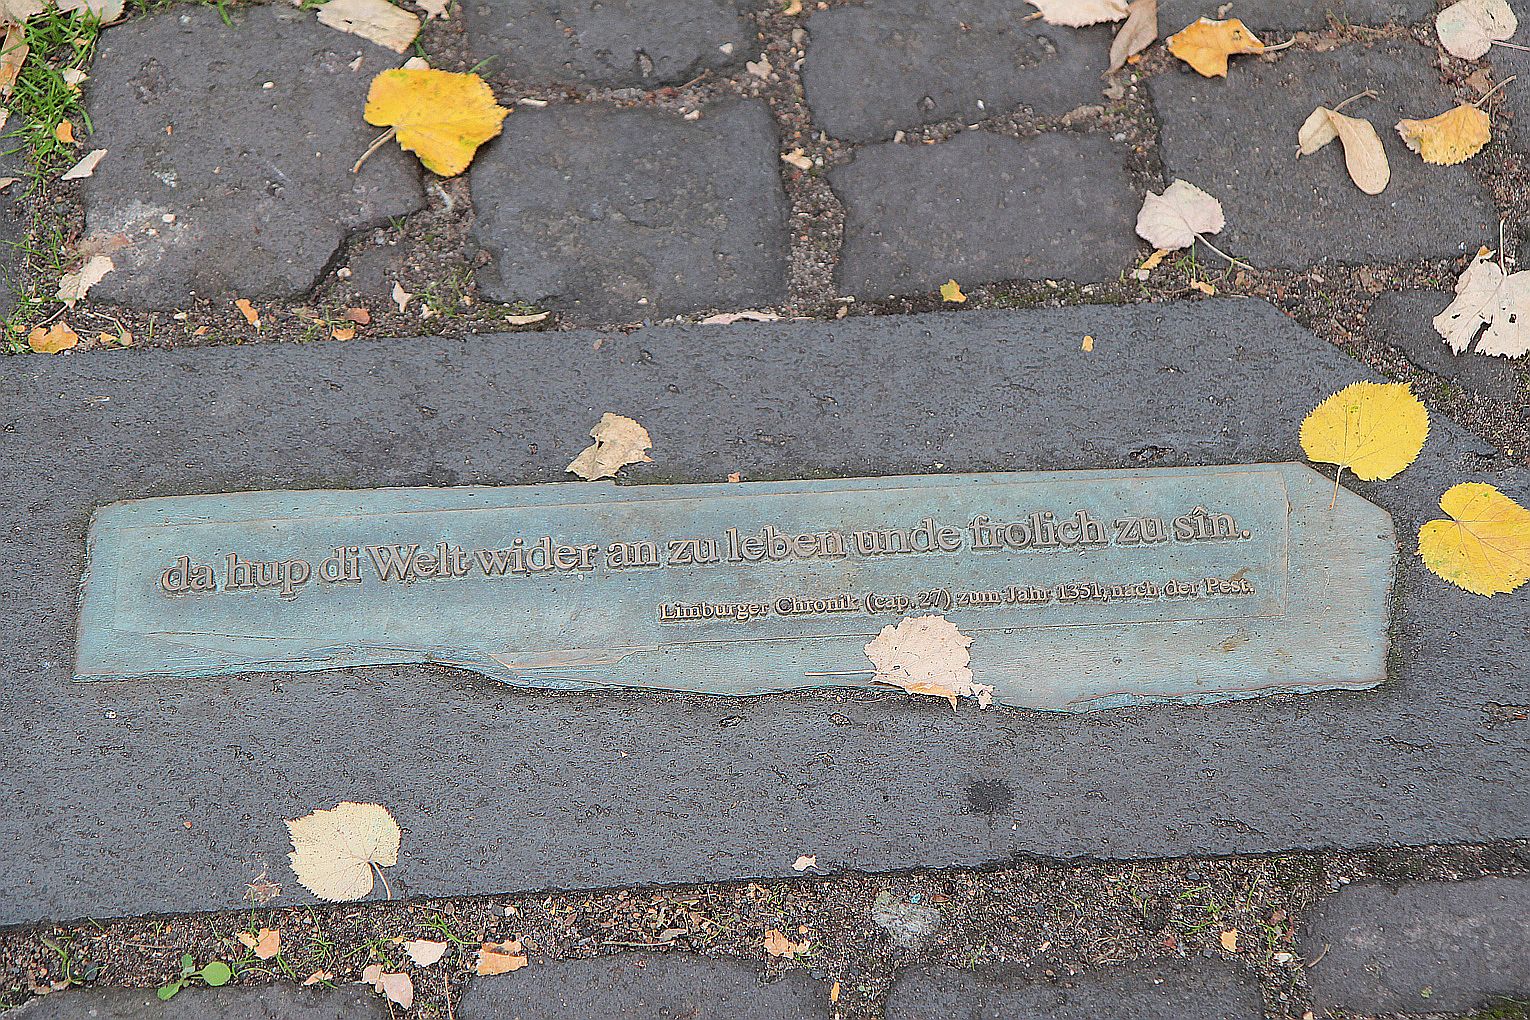 da hup di Welt wider an zu leben unde frolich zu sîn.
Limburger Chronik (cap. 27) zum Jahr 1351, nach der Pest.